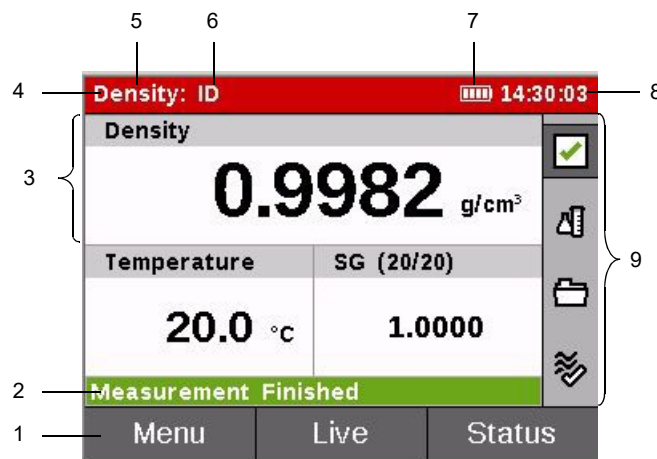 5 6 7
4 Density: ID 14:30:03 8
Density
3 0.9982 g/cm³
Temperature SG (20/20)
9
20.0 °C 1.0000
2 Measurement Finished
1 Menu Live Status